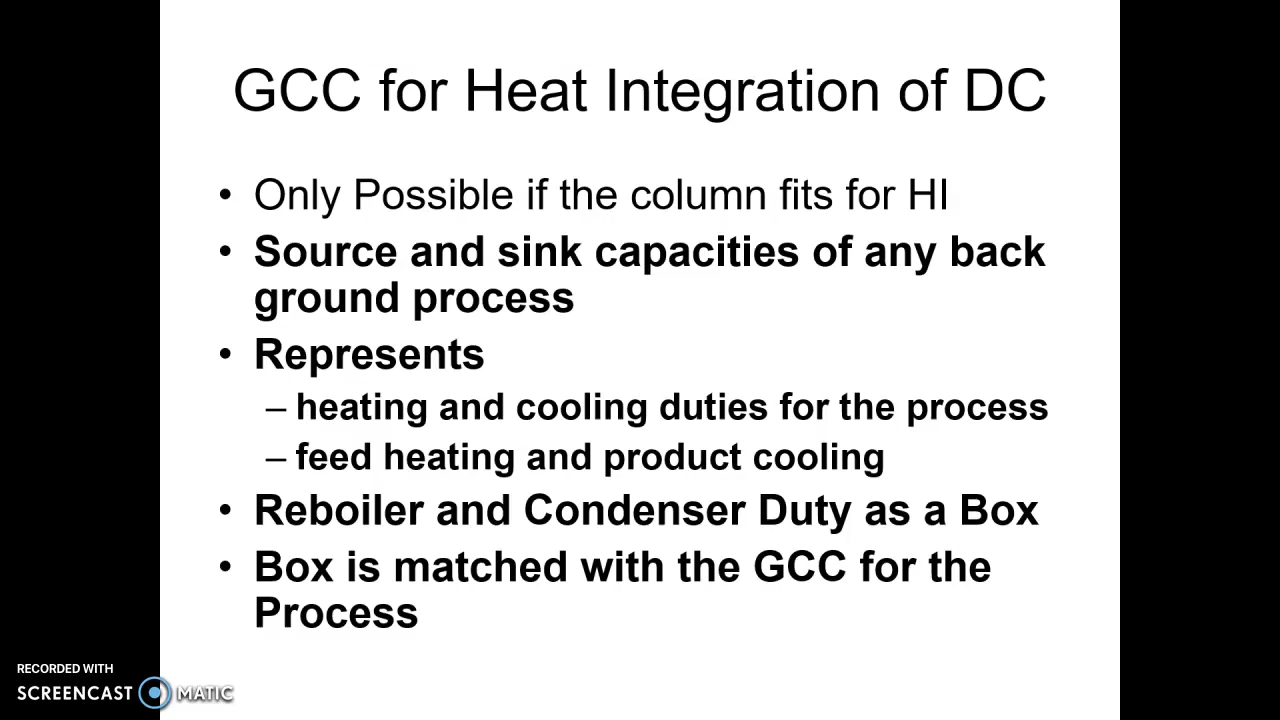 GCC for Heat Integration of DC
• Only Possible if the column fits for HI
• Source and sink capacities of any back
ground process
• Represents
– heating and cooling duties for the process
– feed heating and product cooling
• Reboiler and Condenser Duty as a Box
• Box is matched with the GCC for the
Process
RECORDED WITH
SCREENCAST MATIC